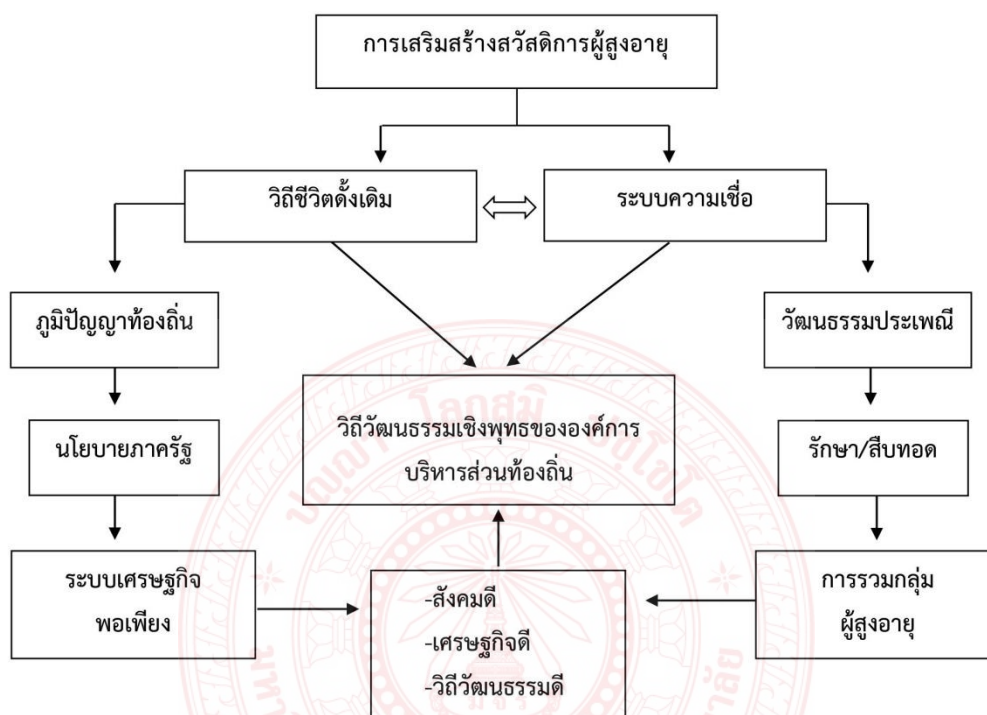 การเสริมสร้างสวัสดิการผู้สูงอายุ
วิถีชีวิตดั้งเดิม
ระบบความเชื่อ
ภูมิปัญญาท้องถิ่น
วัฒนธรรมประเพณี
วิถีวัฒนธรรมเชิงพุทธขององค์การ
บริหารส่วนท้องถิ่น
นโยบายภาครัฐ
รักษา/สืบทอด
ระบบเศรษฐกิจ
พอเพียง
-สังคมดี
-เศรษฐกิจดี
-วิถีวัฒนธรรมดี
การรวมกลุ่ม
ผู้สูงอายุ